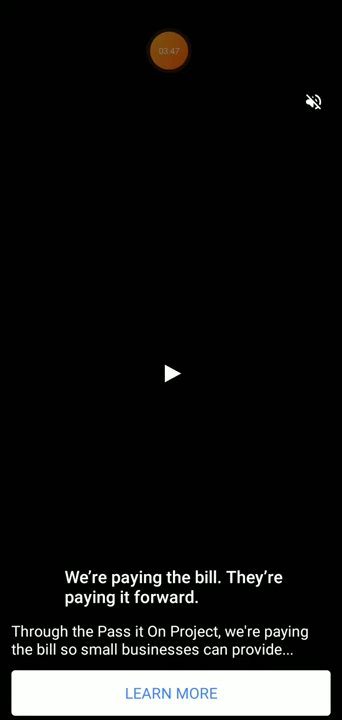 03:47
We're paying the bill. They're
paying it forward.
Through the Pass it On Project, we're paying
the bill so small businesses can provide...
LEARN MORE